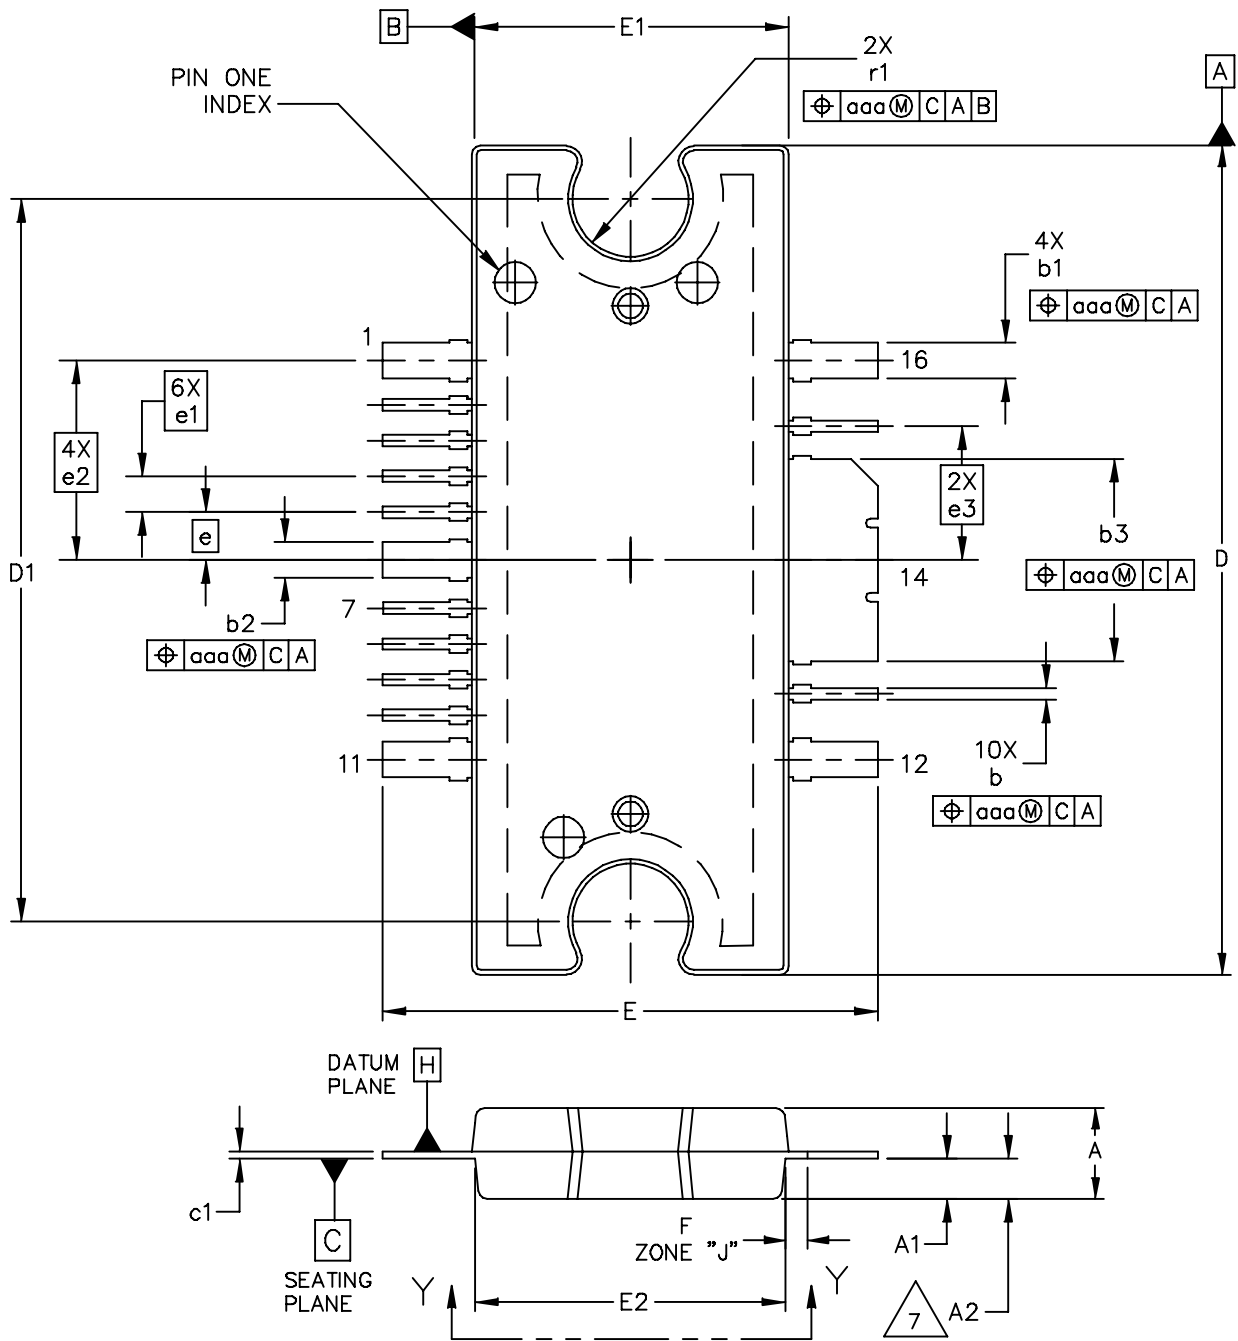 B
E1
2X
r1
⌖ aaa Ⓜ C A B
A
PIN ONE
INDEX
4X
b1
⌖ aaa Ⓜ C A
1
16
6X
e1
4X
e2
2X
e3
e
b3
⌖ aaa Ⓜ C A
D1
D
14
7
b2
⌖ aaa Ⓜ C A
11
12
10X
b
⌖ aaa Ⓜ C A
E
DATUM
PLANE
H
A
c1
C
SEATING
PLANE
F
ZONE "J"
A1
Y
Y
E2
7
A2